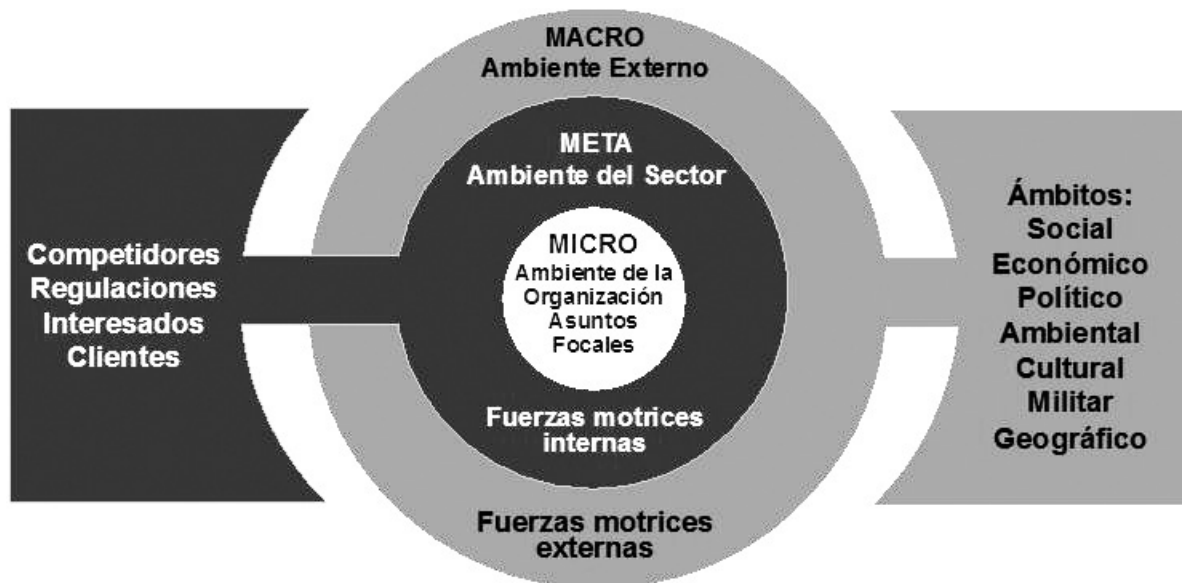 MACRO
Ambiente Externo
META
Ambiente del Sector
MICRO
Ambiente de la
Organización
Asuntos
Focales
Fuerzas motrices
internas
Fuerzas motrices
externas
Competidores
Regulaciones
Interesados
Clientes
Ámbitos:
Social
Económico
Político
Ambiental
Cultural
Militar
Geográfico